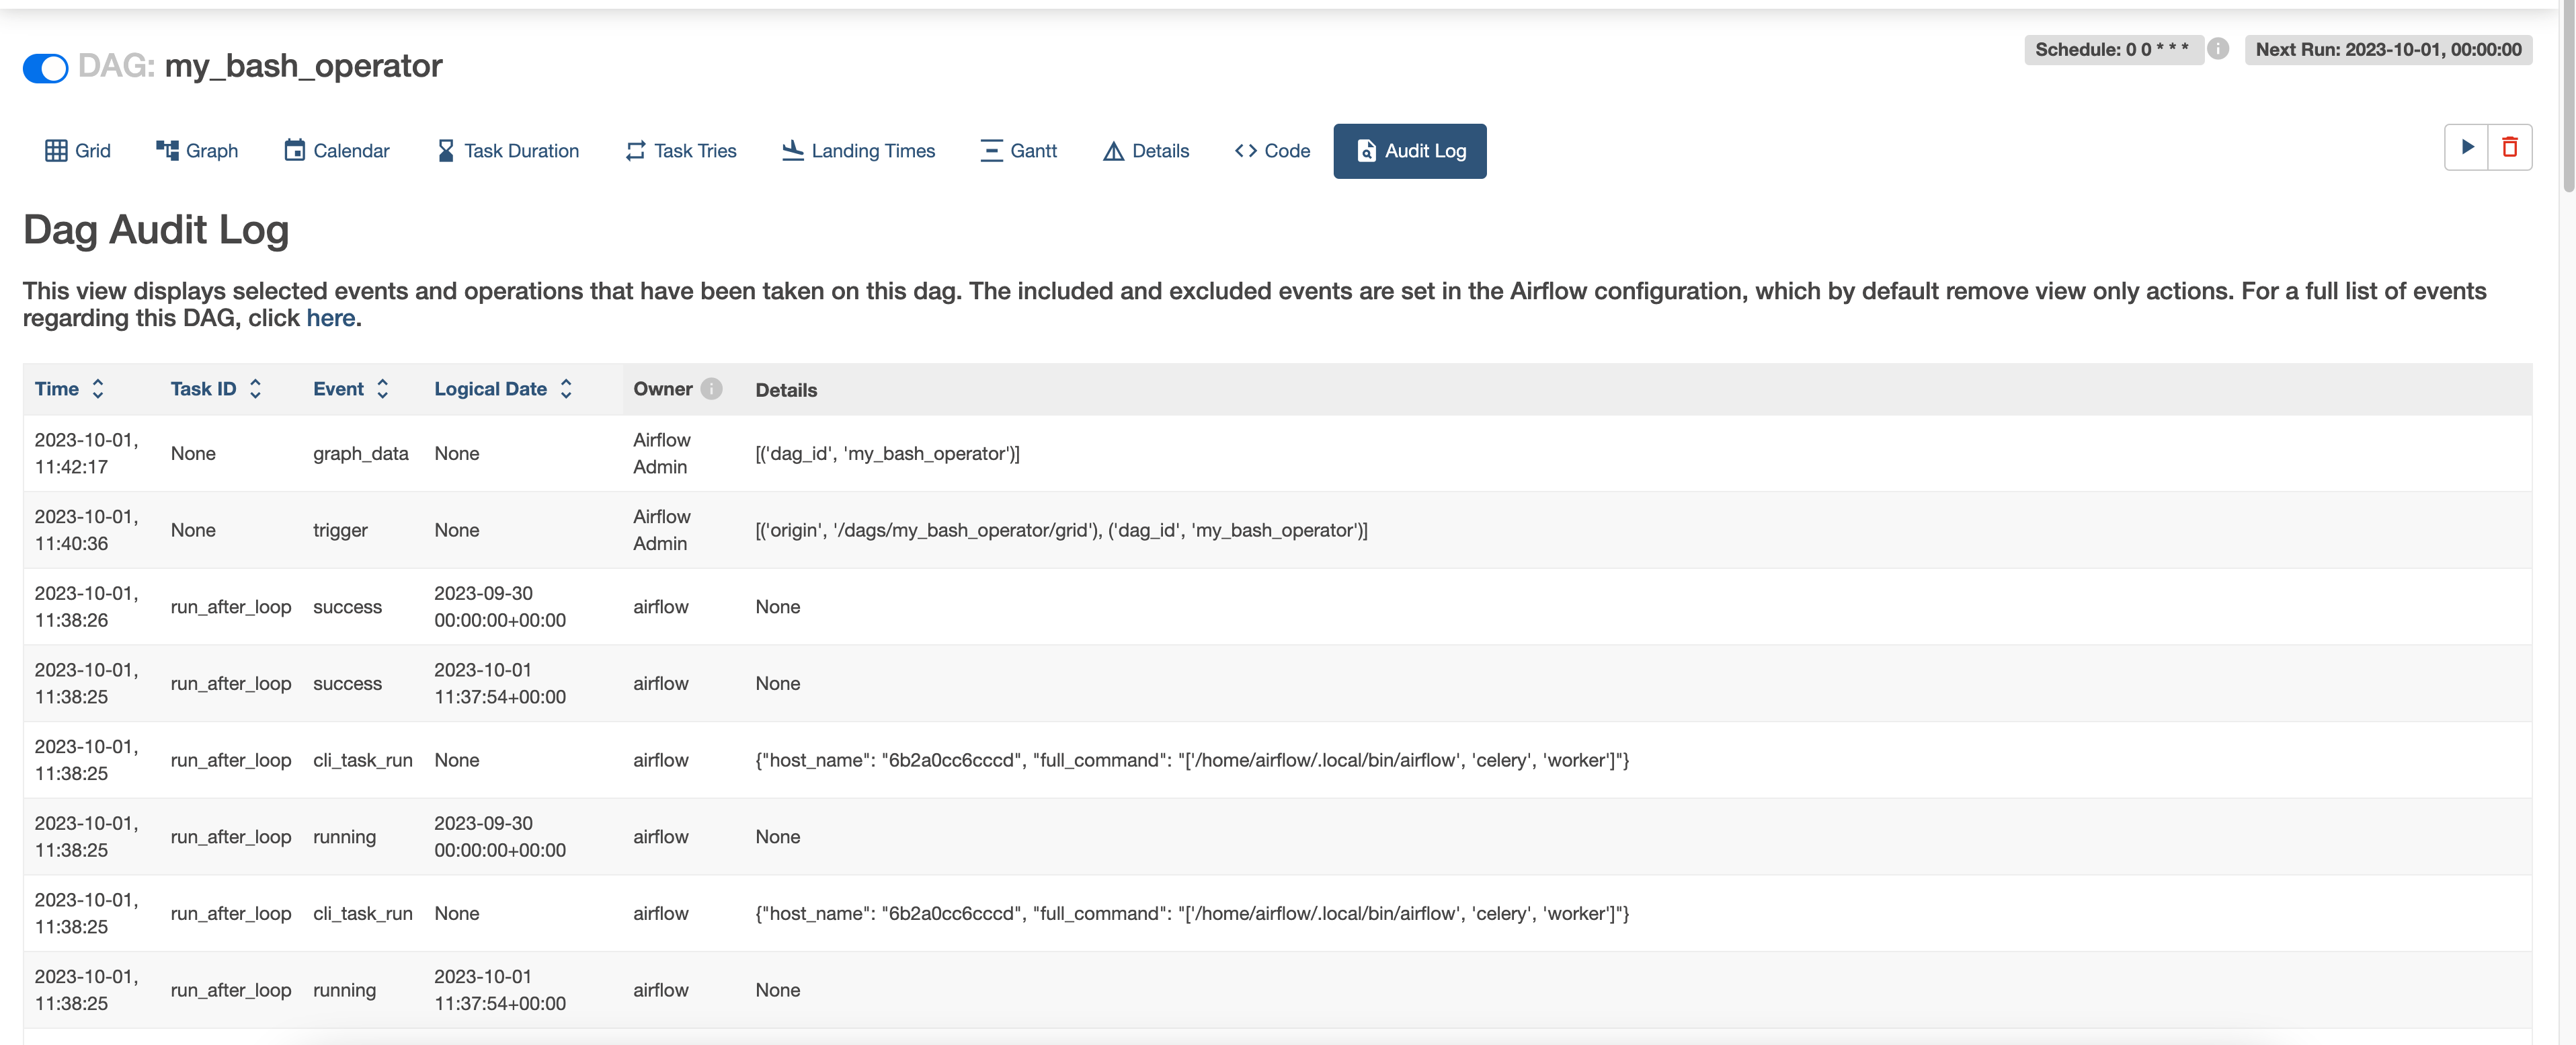 DAG: my_bash_operator
Schedule: 0 0 * * *
Next Run: 2023-10-01, 00:00:00
Grid Graph Calendar Task Duration Task Tries Landing Times Gantt Details Code Audit Log
Dag Audit Log
This view displays selected events and operations that have been taken on this dag. The included and excluded events are set in the Airflow configuration, which by default remove view only actions. For a full list of events
regarding this DAG, click here.
Time Task ID Event Logical Date Owner Details
2023-10-01,
11:42:17
None
graph_data
None
Airflow
Admin
[('dag_id', 'my_bash_operator')]
2023-10-01,
11:40:36
None
trigger
None
Airflow
Admin
[('origin', '/dags/my_bash_operator/grid'), ('dag_id', 'my_bash_operator')]
2023-10-01,
11:38:26
run_after_loop
success
2023-09-30
00:00:00+00:00
airflow
None
2023-10-01,
11:38:25
run_after_loop
success
2023-10-01
11:37:54+00:00
airflow
None
2023-10-01,
11:38:25
run_after_loop
cli_task_run
None
airflow
{"host_name": "6b2a0cc6cccd", "full_command": "['/home/airflow/.local/bin/airflow', 'celery', 'worker']"}
2023-10-01,
11:38:25
run_after_loop
running
2023-09-30
00:00:00+00:00
airflow
None
2023-10-01,
11:38:25
run_after_loop
cli_task_run
None
airflow
{"host_name": "6b2a0cc6cccd", "full_command": "['/home/airflow/.local/bin/airflow', 'celery', 'worker']"}
2023-10-01,
11:38:25
run_after_loop
running
2023-10-01
11:37:54+00:00
airflow
None